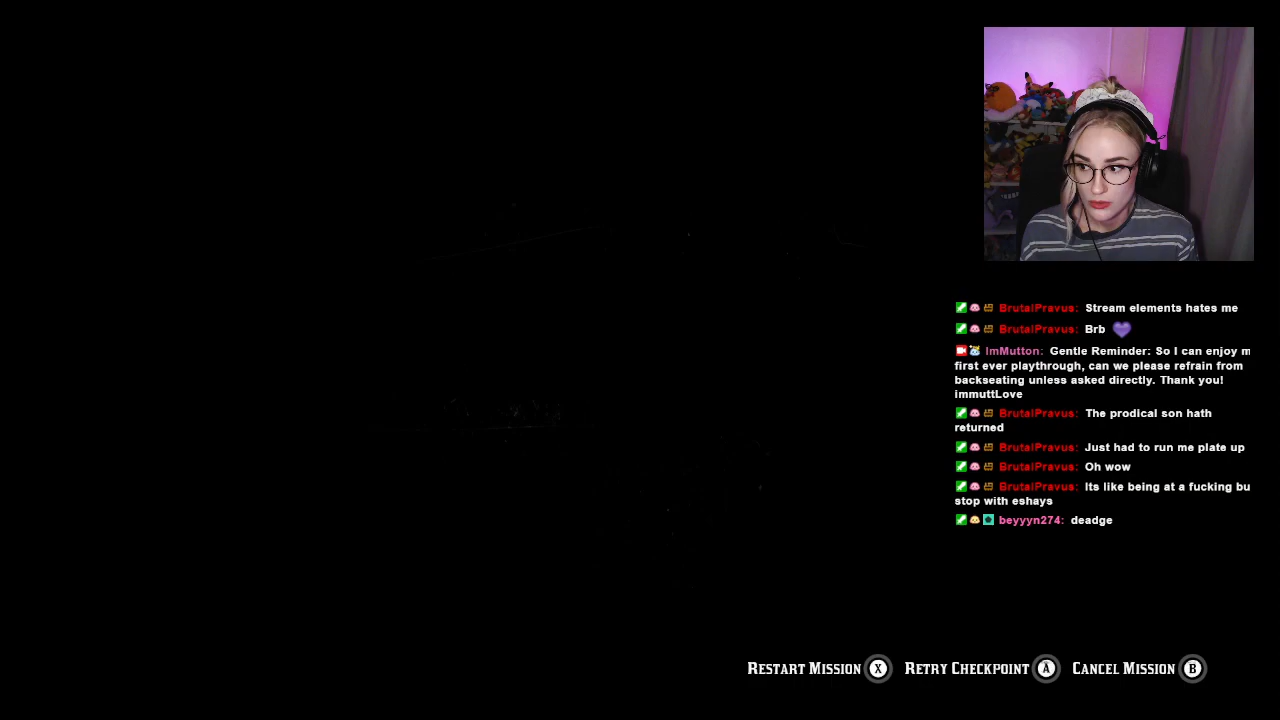 BrutalPravus: Stream elements hates me
BrutalPravus: Brb
ImMutton: Gentle Reminder: So I can enjoy m
first ever playthrough, can we please refrain from
backseating unless asked directly. Thank you!
immuttLove
BrutalPravus: The prodical son hath
returned
BrutalPravus: Just had to run me plate up
BrutalPravus: Oh wow
BrutalPravus: Its like being at a fucking bu
stop with eshays
beyyyn274: deadge
Restart Mission X Retry Checkpoint A Cancel Mission B